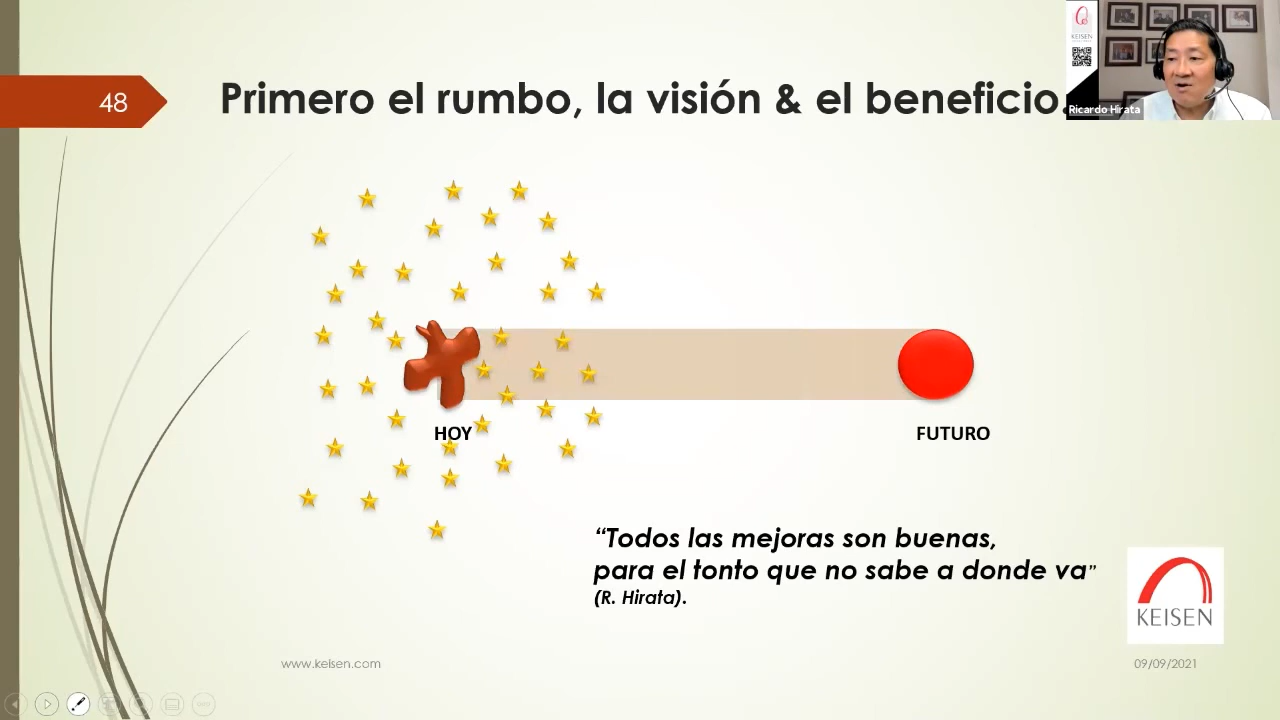 48
Primero el rumbo, la visión & el beneficio.
KEISEN
Ricardo Hirata
HOY
FUTURO
“Todos las mejoras son buenas,
para el tonto que no sabe a donde va”
(R. Hirata).
KEISEN
www.keisen.com
09/09/2021